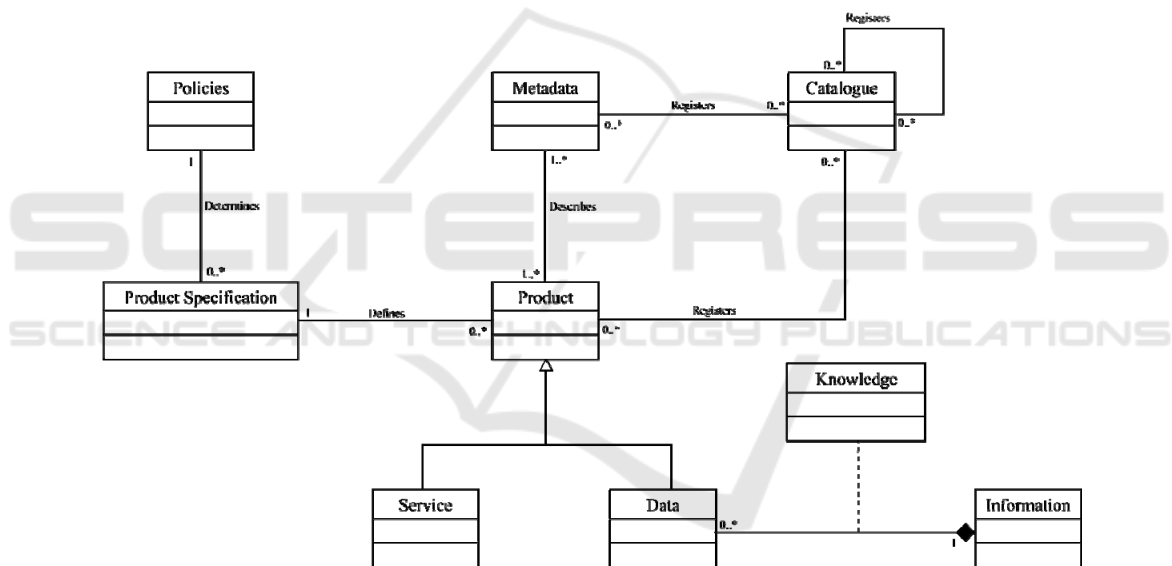 Registers
0..*
Policies
Metadata
Catalogue
Registers
0..*
0..*
0..*
1
1..*
0..*
Determines
Describes
SCITEPRESS
0..*
1..*
Product Specification
Product
1
Defines
0..*
0..*
Registers
SCIENCE AND TECHNOLOGY PUBLICATIONS
Knowledge
Service
Data
Information
0..*
1